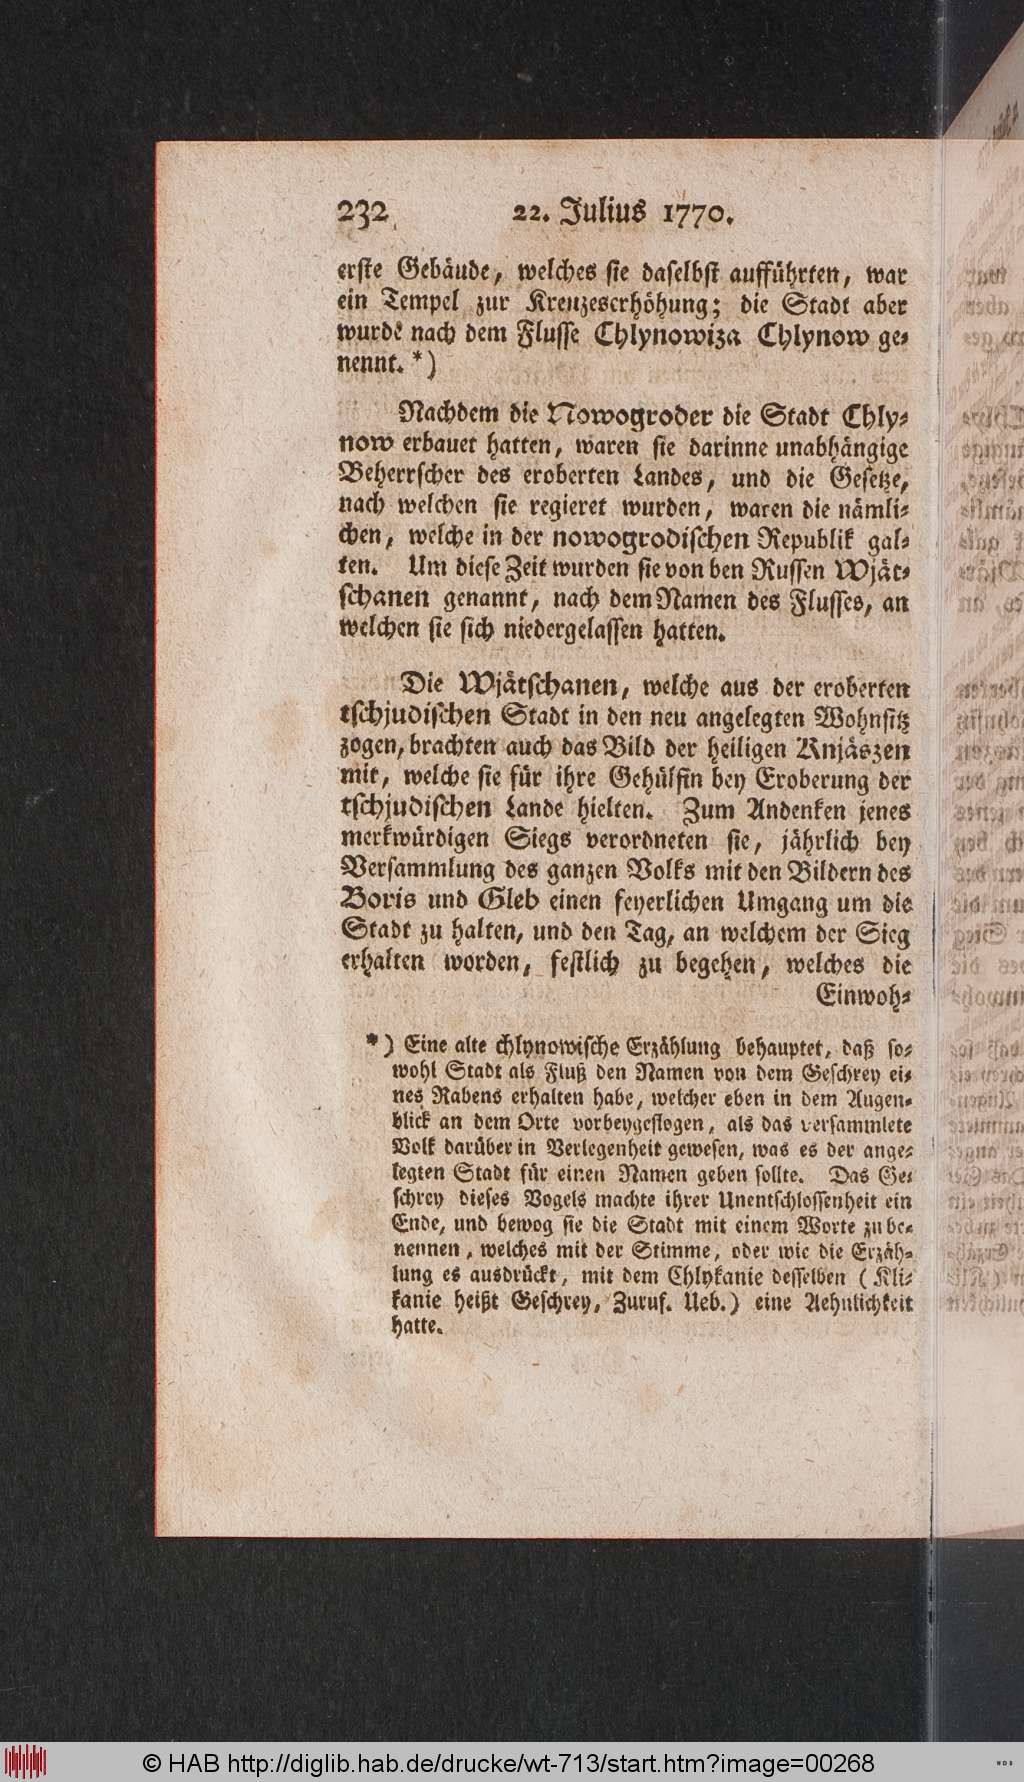 232 22. Julius 1770.
erſte Gebäude, welches ſie daſelbſt aufführten, war
ein Tempel zur Kreuzeserhöhung; die Stadt aber
wurde nach dem Fluſſe Chlynowiza Chlynow ge⸗
nennt. *)
Nachdem die Nowogroder die Stadt Chly⸗
now erbauet hatten, waren ſie darinne unabhängige
Beherrſcher des eroberten Landes, und die Geſetze,
nach welchen ſie regieret wurden, waren die nämli⸗
chen, welche in der nowogrodiſchen Republik gal⸗
ten. Um dieſe Zeit wurden ſie von ben Ruſſen Wjät⸗
ſchanen genannt, nach dem Namen des Fluſſes, an
welchen ſie ſich niedergelaſſen hatten.
Die Wjätſchanen, welche aus der eroberten
tſchjudiſchen Stadt in den neu angelegten Wohnſitz
zogen, brachten auch das Bild der heiligen Knjäszen
mit, welche ſie für ihre Gehülfin bey Eroberung der
tſchjudiſchen Lande hielten. Zum Andenken jenes
merkwürdigen Siegs verordneten ſie, jährlich bey
Verſammlung des ganzen Volks mit den Bildern des
Boris und Gleb einen feyerlichen Umgang um die
Stadt zu halten, und den Tag, an welchem der Sieg
erhalten worden, feſtlich zu begehen, welches die
Einwoh⸗
*) Eine alte chlynowiſche Erzählung behauptet, daß ſo⸗
wohl Stadt als Fluß den Namen von dem Geſchrey ei⸗
nes Rabens erhalten habe, welcher eben in dem Augen⸗
blick an dem Orte vorbeygeflogen, als das verſammlete
Volk darüber in Verlegenheit geweſen, was es der ange⸗
legten Stadt für einen Namen geben ſollte. Das Ge⸗
ſchrey dieſes Vogels machte ihrer Unentſchloſſenheit ein
Ende, und bewog ſie die Stadt mit einem Worte zu be⸗
nennen, welches mit der Stimme, oder wie die Erzäh⸗
lung es ausdrückt, mit dem Chlykanie deſſelben (Kli⸗
kanie heißt Geſchrey, Zuruf. Ueb.) eine Aehnlichkeit
hatte.
© HAB http://diglib.hab.de/drucke/wt-713/start.htm?image=00268